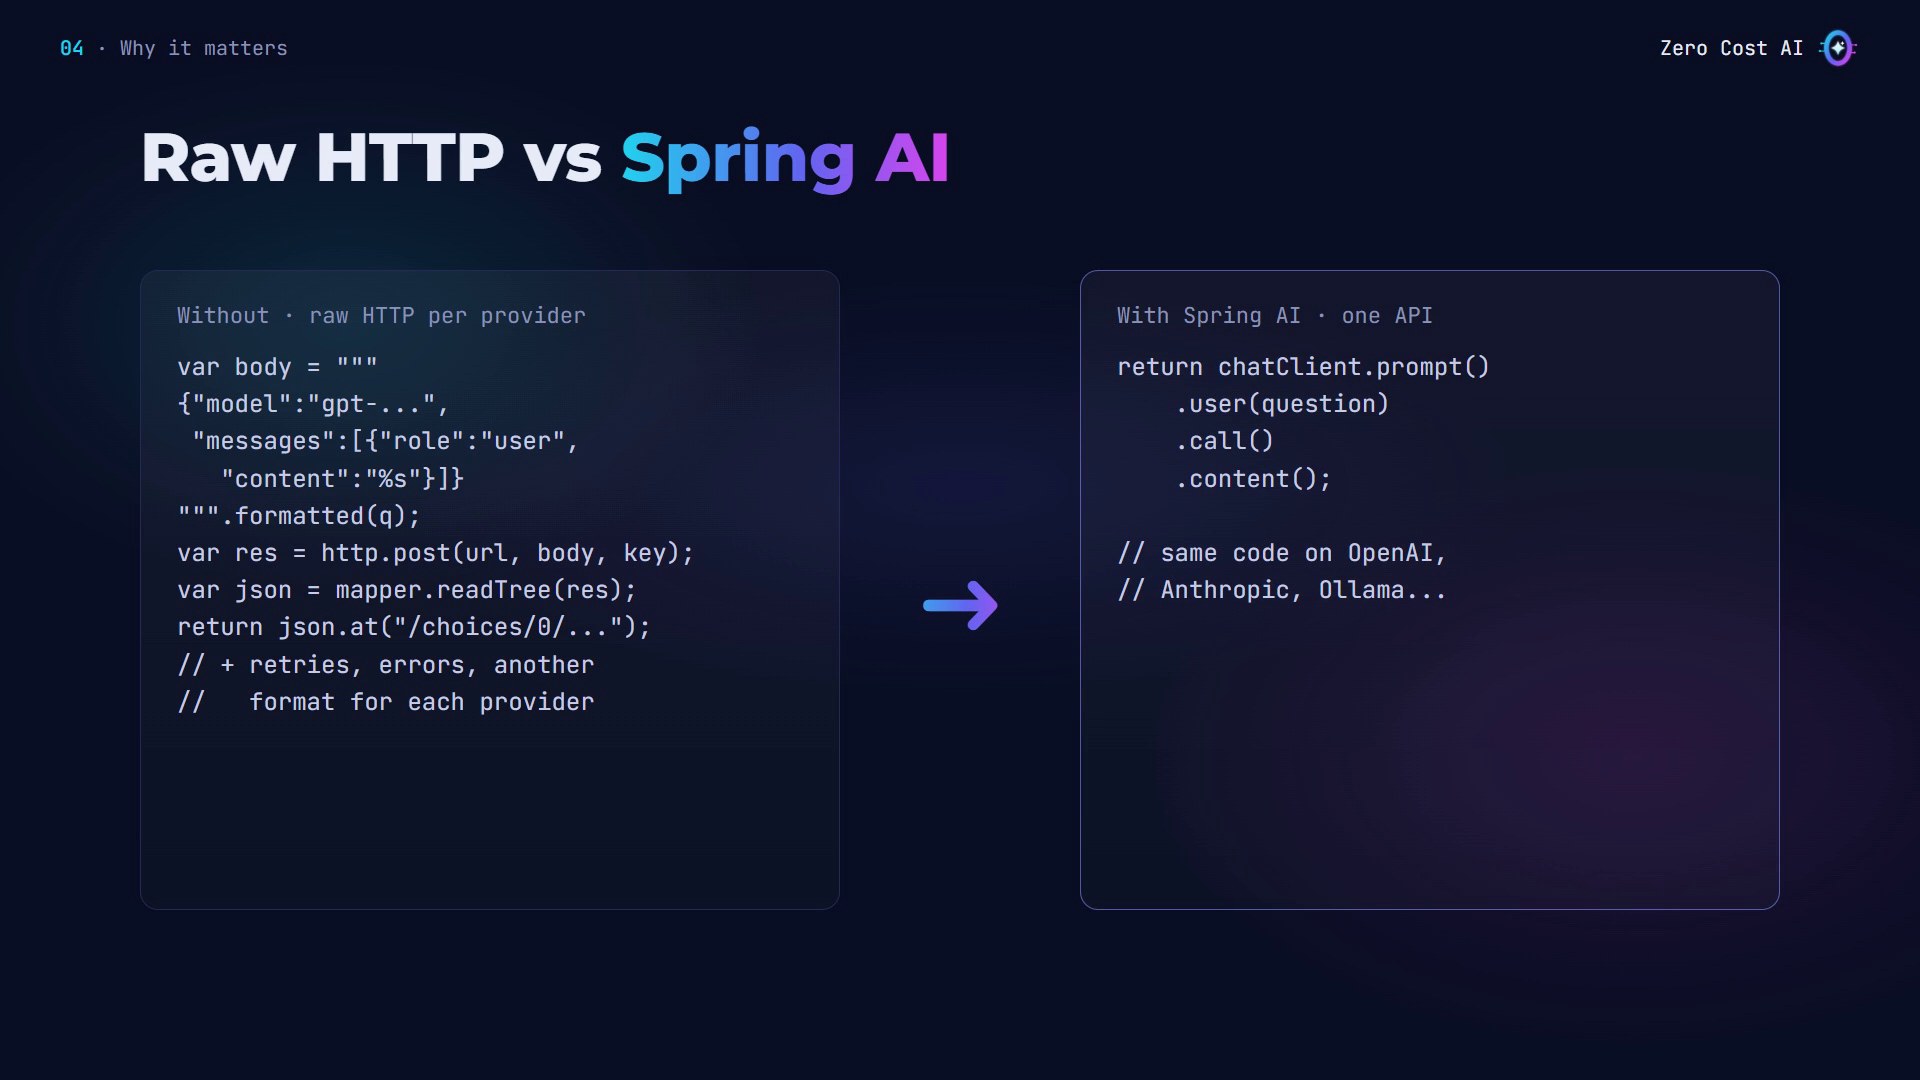 04 · Why it matters
Zero Cost AI
Raw HTTP vs Spring AI
Without · raw HTTP per provider
var body = """
{"model":"gpt-...",
 "messages":[{"role":"user",
   "content":"%s"}]}
""".formatted(q);
var res = http.post(url, body, key);
var json = mapper.readTree(res);
return json.at("/choices/0/...");
// + retries, errors, another
//   format for each provider
With Spring AI · one API
return chatClient.prompt()
    .user(question)
    .call()
    .content();
// same code on OpenAI,
// Anthropic, Ollama...